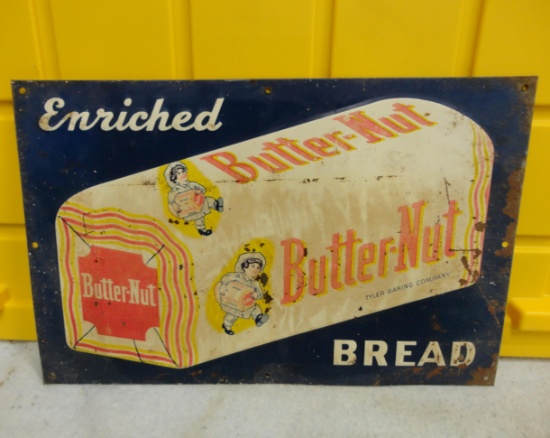 Enriched
Butter-Nut
Butter-Nut
Butter-Nut
TYLER BAKING COMPANY
BREAD